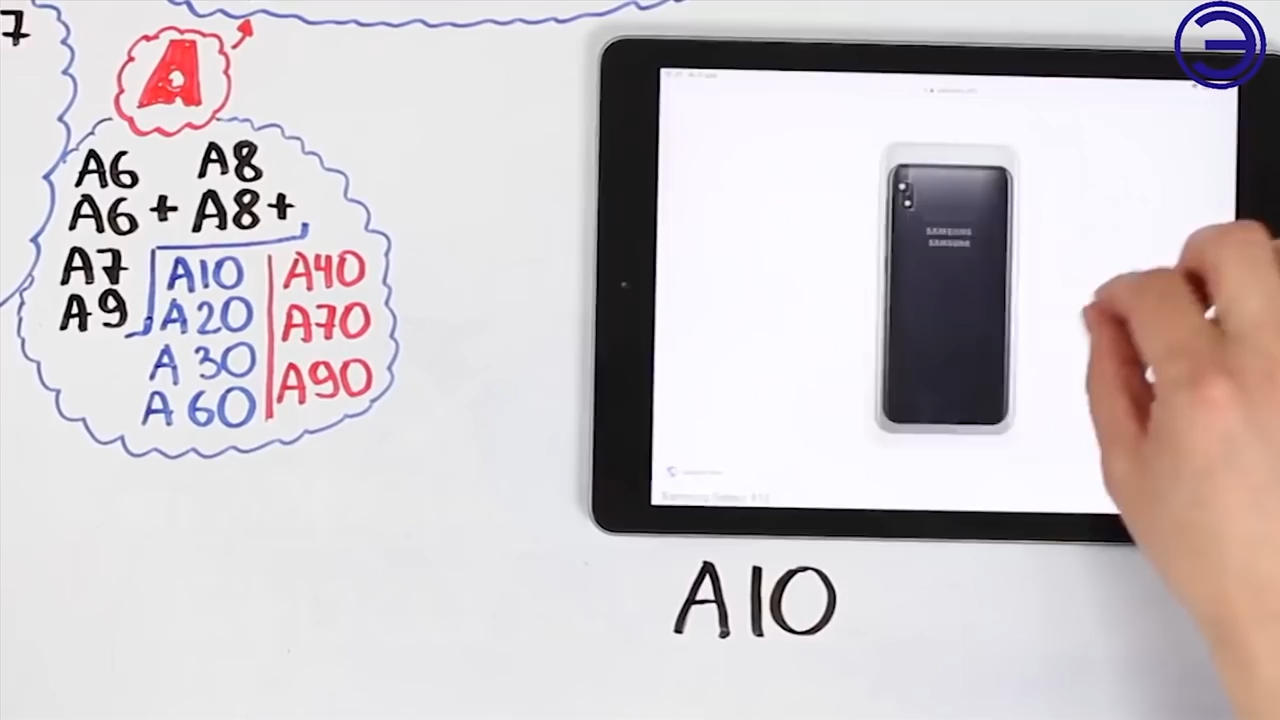 7
A
A6 A8
A6+ A8+
A7
A9
A10
A20
A30
A60
A40
A70
A90
SAMSUNG
SAMSUNG
A10
Э